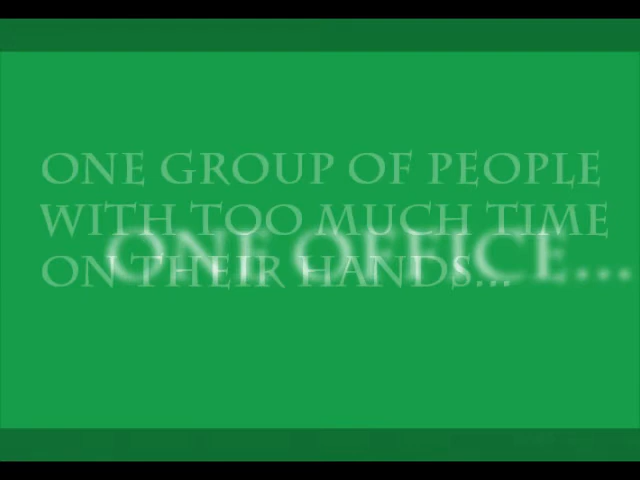 ONE GROUP OF PEOPLE
WITH TOO MUCH TIME
ONE OFFICE...
ON THEIR HANDS...